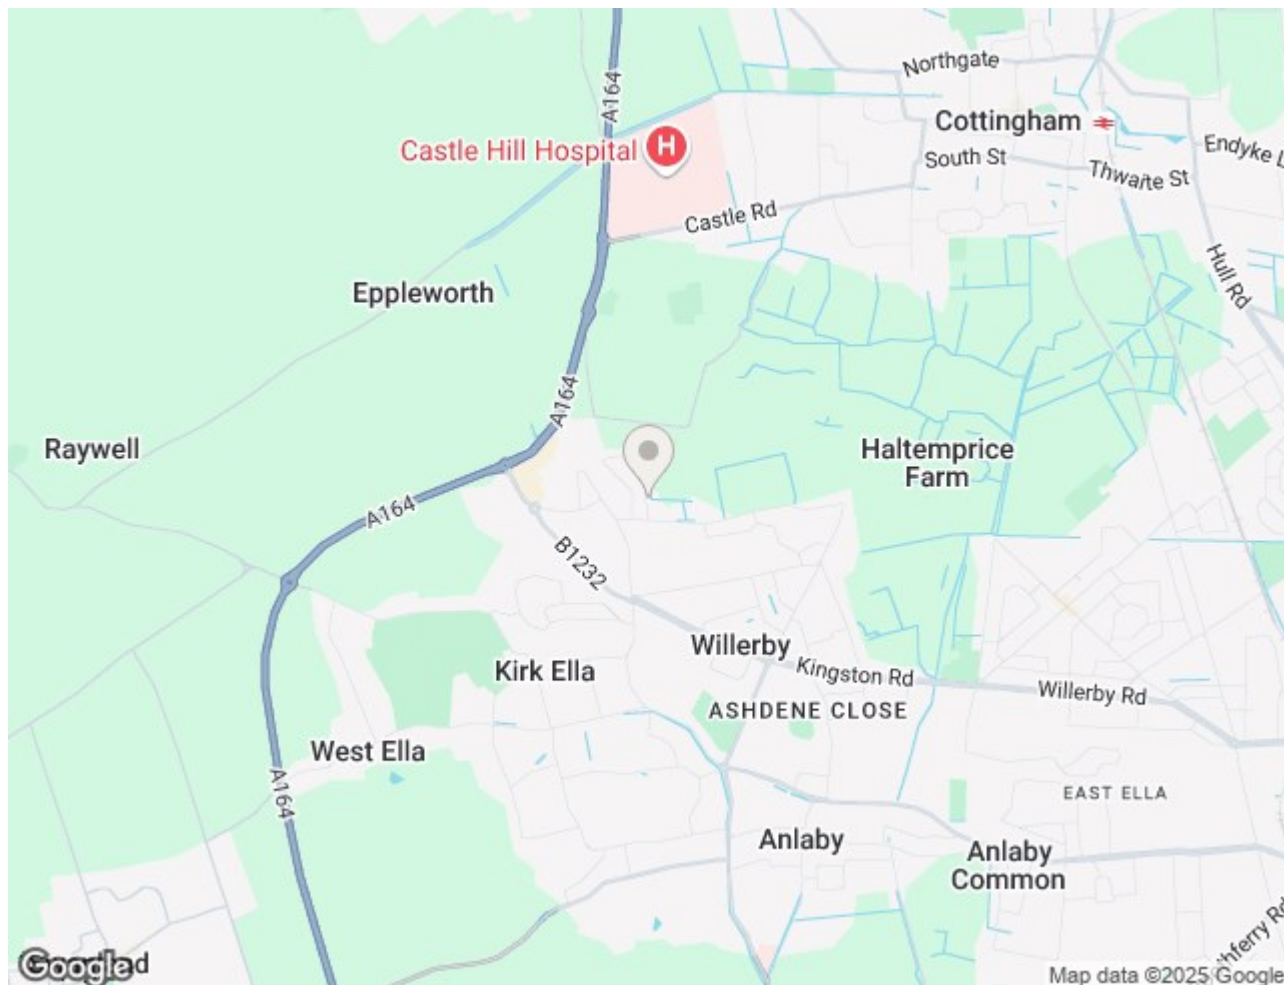 A164
Northgate
Cottingham
Castle Hill Hospital
H
South St
Endyke L
Thwaite St
Castle Rd
Hull Rd
Eppleworth
A164
Raywell
Haltemprice
Farm
A164
B1232
Willerby
Kirk Ella
Kingston Rd
Willerby Rd
ASHDENE CLOSE
West Ella
A164
EAST ELLA
Anlaby
Anlaby
Common
Google
Map data ©2025 Google